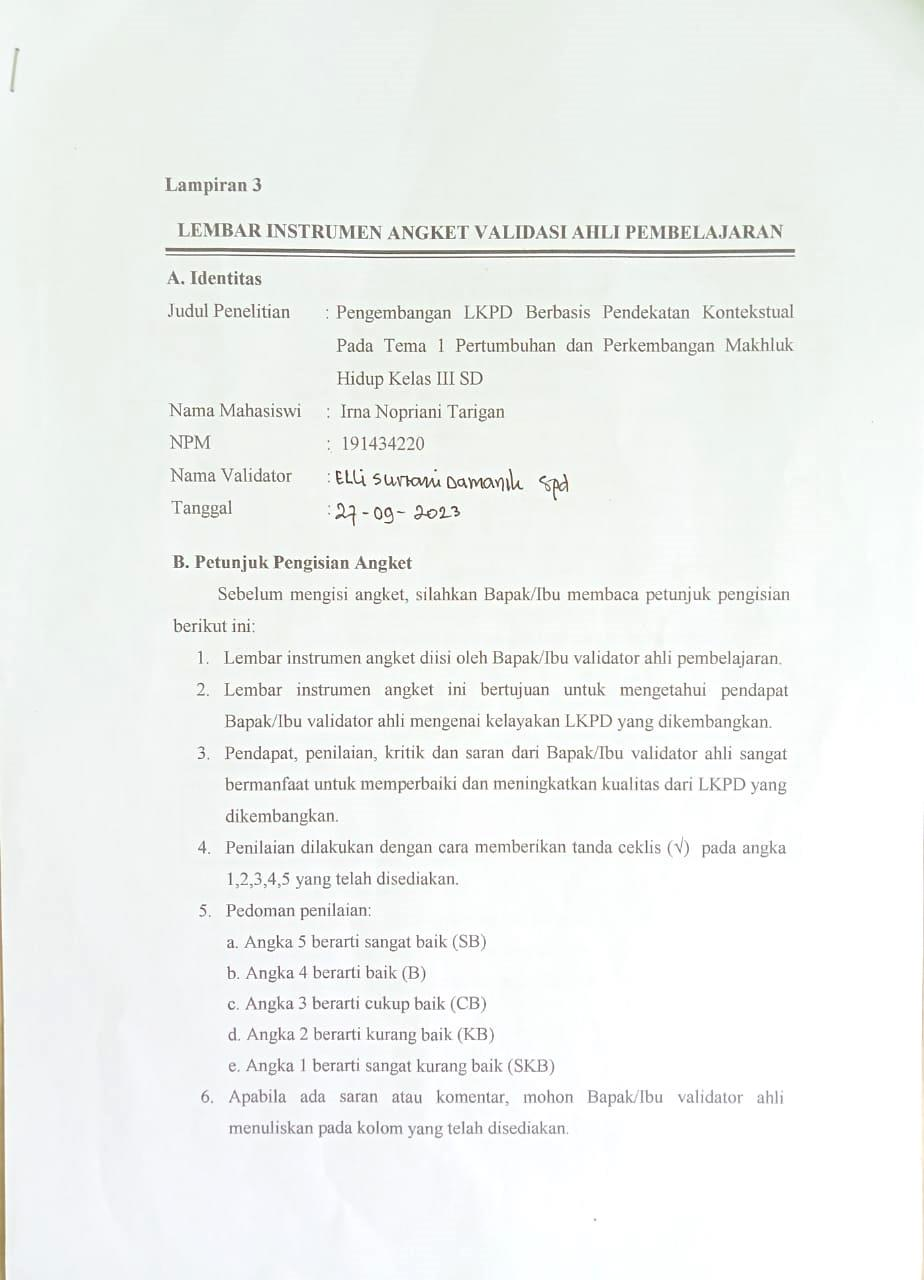 Lampiran 3
LEMBAR INSTRUMEN ANGKET VALIDASI AHLI PEMBELAJARAN
A. Identitas
Judul Penelitian : Pengembangan LKPD Berbasis Pendekatan Kontekstual
Pada Tema 1 Pertumbuhan dan Perkembangan Makhluk
Hidup Kelas III SD
Nama Mahasiswi : Irna Nopriani Tarigan
NPM : 191434220
Nama Validator : Elli Suriani Damanik Spd
Tanggal : 27-09-2023
B. Petunjuk Pengisian Angket
Sebelum mengisi angket, silahkan Bapak/Ibu membaca petunjuk pengisian
berikut ini:
1. Lembar instrumen angket diisi oleh Bapak/Ibu validator ahli pembelajaran.
2. Lembar instrumen angket ini bertujuan untuk mengetahui pendapat
Bapak/Ibu validator ahli mengenai kelayakan LKPD yang dikembangkan.
3. Pendapat, penilaian, kritik dan saran dari Bapak/Ibu validator ahli sangat
bermanfaat untuk memperbaiki dan meningkatkan kualitas dari LKPD yang
dikembangkan.
4. Penilaian dilakukan dengan cara memberikan tanda ceklis (√) pada angka
1,2,3,4,5 yang telah disediakan.
5. Pedoman penilaian:
a. Angka 5 berarti sangat baik (SB)
b. Angka 4 berarti baik (B)
c. Angka 3 berarti cukup baik (CB)
d. Angka 2 berarti kurang baik (KB)
e. Angka 1 berarti sangat kurang baik (SKB)
6. Apabila ada saran atau komentar, mohon Bapak/Ibu validator ahli
menuliskan pada kolom yang telah disediakan.